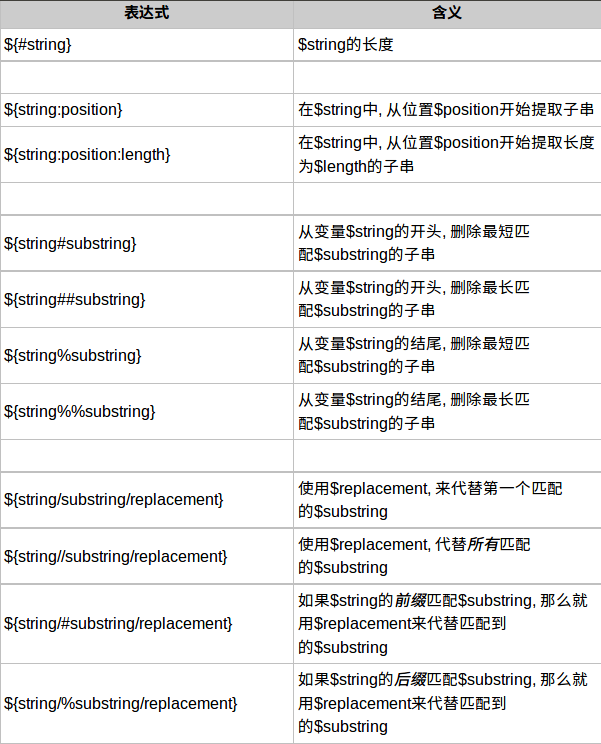 表达式 含义
${#string} $string的长度
${string:position} 在$string中, 从位置$position开始提取子串
${string:position:length} 在$string中, 从位置$position开始提取长度
为$length的子串
${string#substring} 从变量$string的开头, 删除最短匹
配$substring的子串
${string##substring} 从变量$string的开头, 删除最长匹
配$substring的子串
${string%substring} 从变量$string的结尾, 删除最短匹
配$substring的子串
${string%%substring} 从变量$string的结尾, 删除最长匹
配$substring的子串
${string/substring/replacement} 使用$replacement, 来代替第一个匹配
的$substring
${string//substring/replacement} 使用$replacement, 代替所有匹配
的$substring
${string/#substring/replacement} 如果$string的前缀匹配$substring, 那么就
用$replacement来代替匹配到
的$substring
${string/%substring/replacement} 如果$string的后缀匹配$substring, 那么就
用$replacement来代替匹配到
的$substring